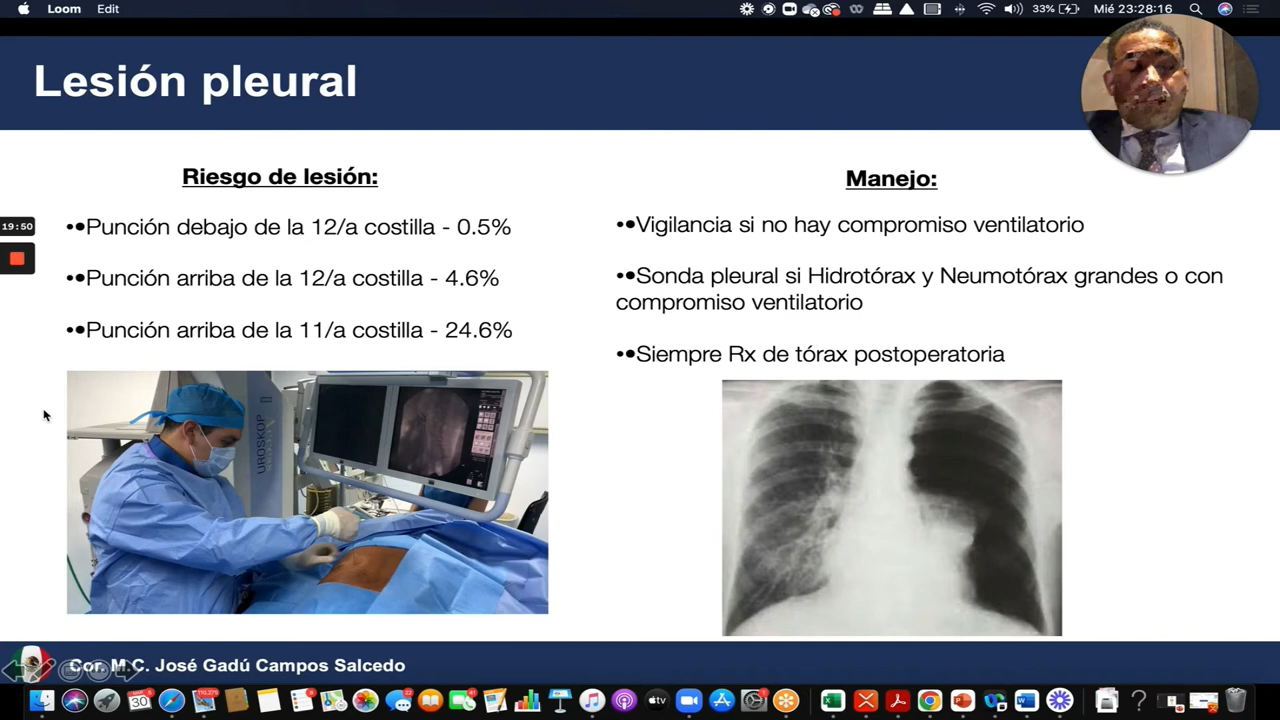 Loom Edit 33% Mié 23:28:16
Lesión pleural
Riesgo de lesión:
••Punción debajo de la 12/a costilla - 0.5%
••Punción arriba de la 12/a costilla - 4.6%
••Punción arriba de la 11/a costilla - 24.6%
Manejo:
••Vigilancia si no hay compromiso ventilatorio
••Sonda pleural si Hidrotórax y Neumotórax grandes o con
compromiso ventilatorio
••Siempre Rx de tórax postoperatoria
19:50
UROSKOP
Cor. M.C. José Gadú Campos Salcedo
30
tv